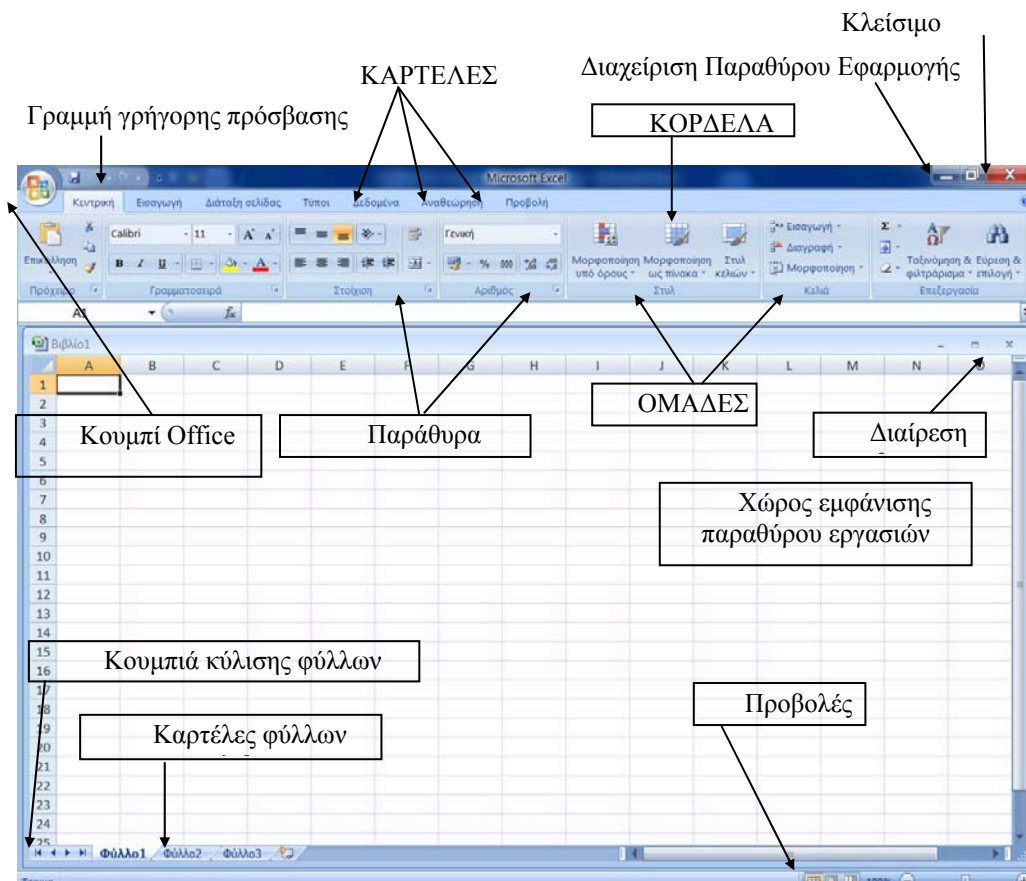 Κλείσιμο
Διαχείριση Παραθύρου Εφαρμογής
ΚΑΡΤΕΛΕΣ
Γραμμή γρήγορης πρόσβασης
ΚΟΡΔΕΛΑ
Microsoft Excel
Κεντρική Εισαγωγή Διάταξη σελίδας Τύποι Δεδομένα Αναθεώρηση Προβολή
Calibri 11 Γενική Εισαγωγή Σ
Επικόλληση Διαγραφή
B I U A % 000 Μορφοποίηση Μορφοποίηση Στυλ Μορφοποίηση Ταξινόμηση & Εύρεση &
υπό όρους ως πίνακα κελιών φιλτράρισμα επιλογή
Πρόχειρο Γραμματοσειρά Στοίχιση Αριθμός Στυλ Κελιά Επεξεργασία
A1 fx
Βιβλίο1
A B C D E F G H I J K L M N O
1
2
3
4
5
6
7
8
9
10
11
12
13
14
15
16
17
18
19
20
21
22
23
24
25
Κουμπί Office
Παράθυρα
ΟΜΑΔΕΣ
Διαίρεση
Χώρος εμφάνισης
παραθύρου εργασιών
Κουμπιά κύλισης φύλλων
Προβολές
Καρτέλες φύλλων
Φύλλο1 Φύλλο2 Φύλλο3